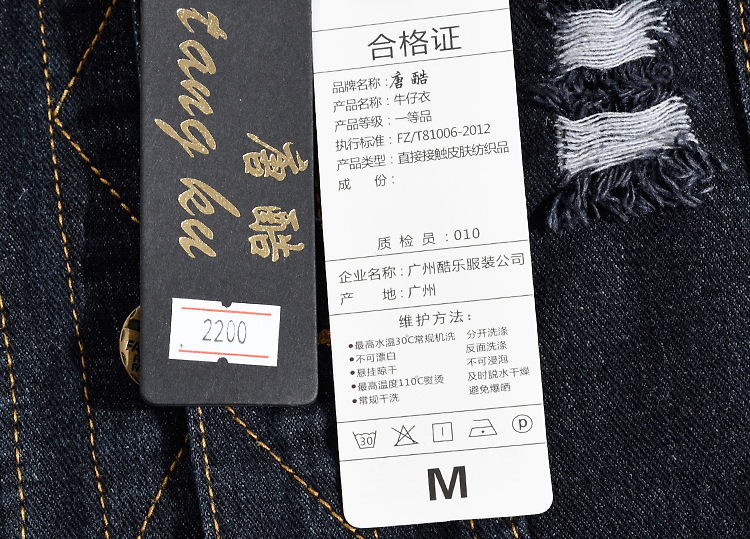 tang ku
唐酷
2200
合格证
品牌名称：唐酷
产品名称：牛仔衣
产品等级：一等品
执行标准：FZ/T81006-2012
产品类型：直接接触皮肤纺织品
成 份：
质 检 员：010
企业名称：广州酷乐服装公司
产 地：广州
维护方法：
●最高水温30℃常规机洗 分开洗涤
●不可漂白 反面洗涤
●悬挂晾干 不可浸泡
●最高温度110℃熨烫 及时脱水干燥
●常规干洗 避免爆晒
30
P
M